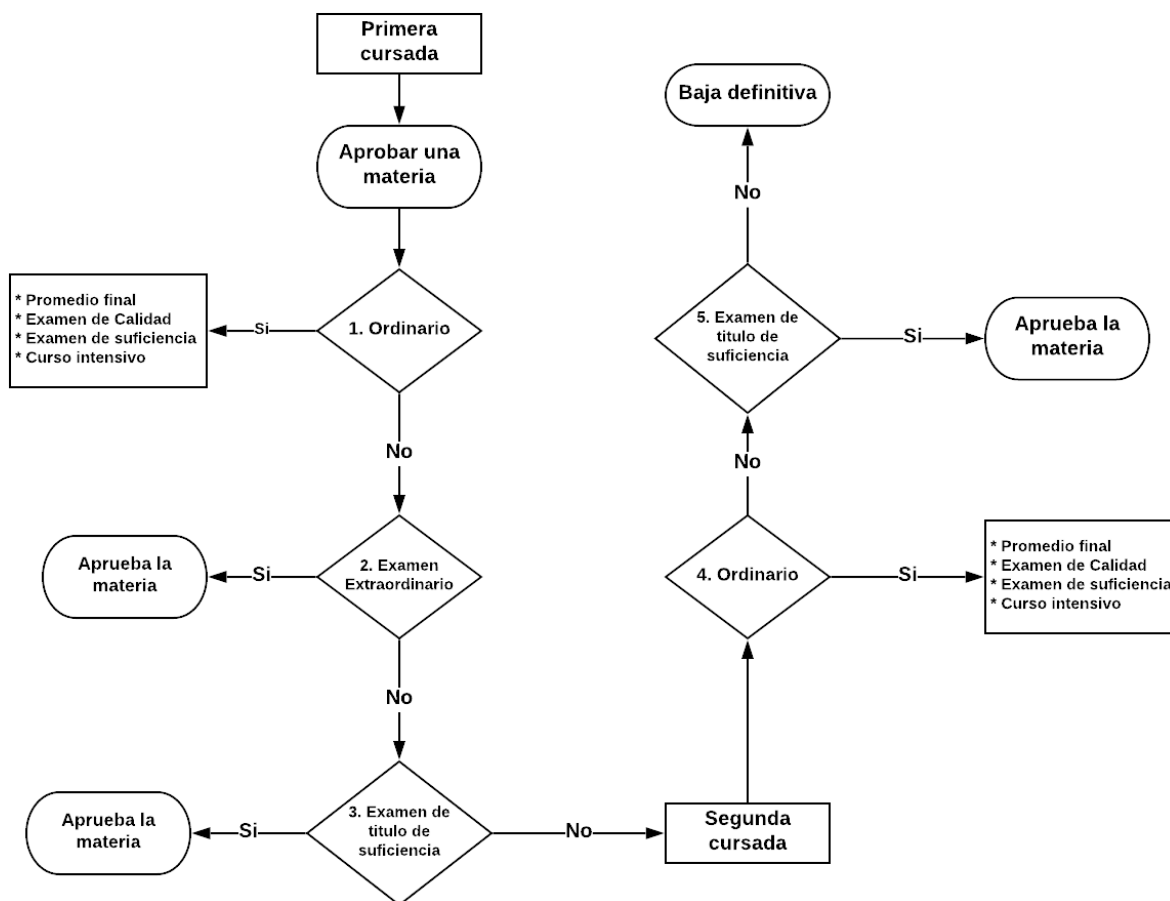 Primera
cursada
Aprobar una
materia
1. Ordinario
Si
* Promedio final
* Examen de Calidad
* Examen de suficiencia
* Curso intensivo
No
2. Examen
Extraordinario
Si
Aprueba la
materia
No
3. Examen de
titulo de
suficiencia
Si
Aprueba la
materia
No
Segunda
cursada
4. Ordinario
Si
* Promedio final
* Examen de Calidad
* Examen de suficiencia
* Curso intensivo
No
5. Examen de
titulo de
suficiencia
Si
Aprueba la
materia
No
Baja definitiva